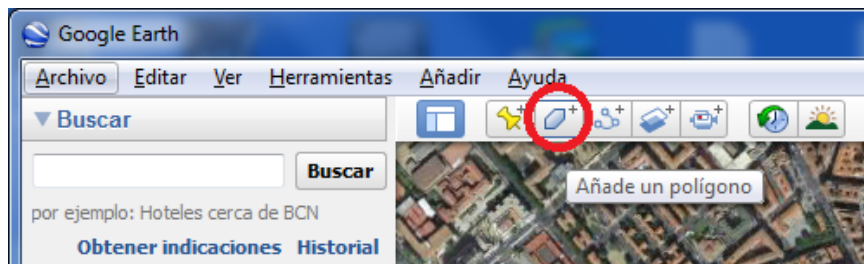 Google Earth
Archivo Editar Ver Herramientas Añadir Ayuda
Buscar
Buscar
Añade un polígono
por ejemplo: Hoteles cerca de BCN
Obtener indicaciones Historial